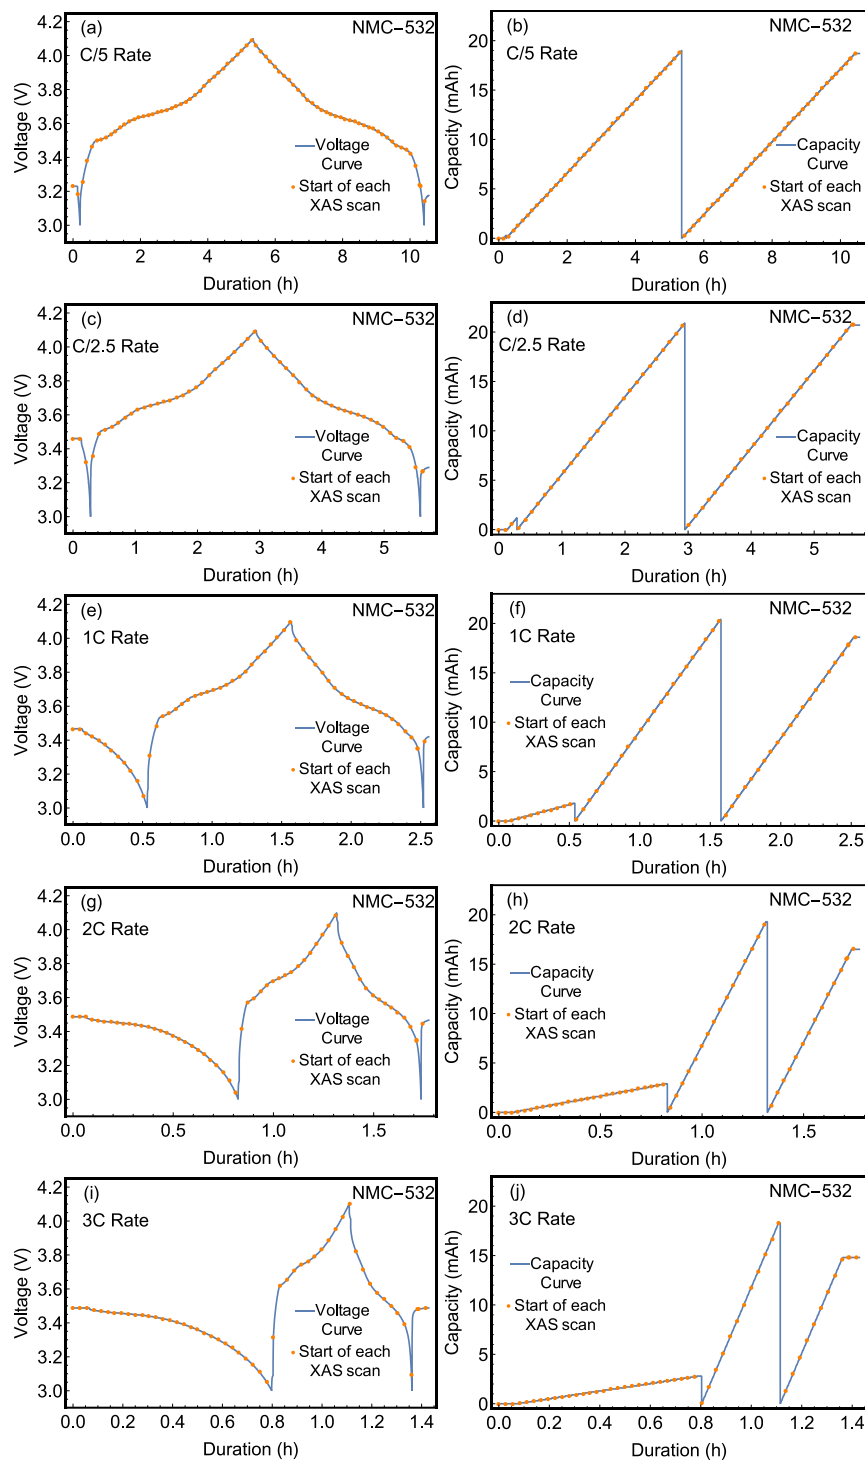 (a)
NMC−532
C/5 Rate
4.2
4.0
3.8
3.6
3.4
3.2
3.0
Voltage (V)
Voltage
Curve
Start of each
XAS scan
0 2 4 6 8 10
Duration (h)
(b)
NMC−532
C/5 Rate
20
15
10
5
0
Capacity (mAh)
Capacity
Curve
Start of each
XAS scan
0 2 4 6 8 10
Duration (h)
(c)
NMC−532
C/2.5 Rate
4.2
4.0
3.8
3.6
3.4
3.2
3.0
Voltage (V)
Voltage
Curve
Start of each
XAS scan
0 1 2 3 4 5
Duration (h)
(d)
NMC−532
C/2.5 Rate
20
15
10
5
0
Capacity (mAh)
Capacity
Curve
Start of each
XAS scan
0 1 2 3 4 5
Duration (h)
(e)
NMC−532
1C Rate
4.2
4.0
3.8
3.6
3.4
3.2
3.0
Voltage (V)
Voltage
Curve
Start of each
XAS scan
0.0 0.5 1.0 1.5 2.0 2.5
Duration (h)
(f)
NMC−532
1C Rate
20
15
10
5
0
Capacity (mAh)
Capacity
Curve
Start of each
XAS scan
0.0 0.5 1.0 1.5 2.0 2.5
Duration (h)
(g)
NMC−532
2C Rate
4.2
4.0
3.8
3.6
3.4
3.2
3.0
Voltage (V)
Voltage
Curve
Start of each
XAS scan
0.0 0.5 1.0 1.5
Duration (h)
(h)
NMC−532
2C Rate
20
15
10
5
0
Capacity (mAh)
Capacity
Curve
Start of each
XAS scan
0.0 0.5 1.0 1.5
Duration (h)
(i)
NMC−532
3C Rate
4.2
4.0
3.8
3.6
3.4
3.2
3.0
Voltage (V)
Voltage
Curve
Start of each
XAS scan
0.0 0.2 0.4 0.6 0.8 1.0 1.2 1.4
Duration (h)
(j)
NMC−532
3C Rate
20
15
10
5
0
Capacity (mAh)
Capacity
Curve
Start of each
XAS scan
0.0 0.2 0.4 0.6 0.8 1.0 1.2 1.4
Duration (h)